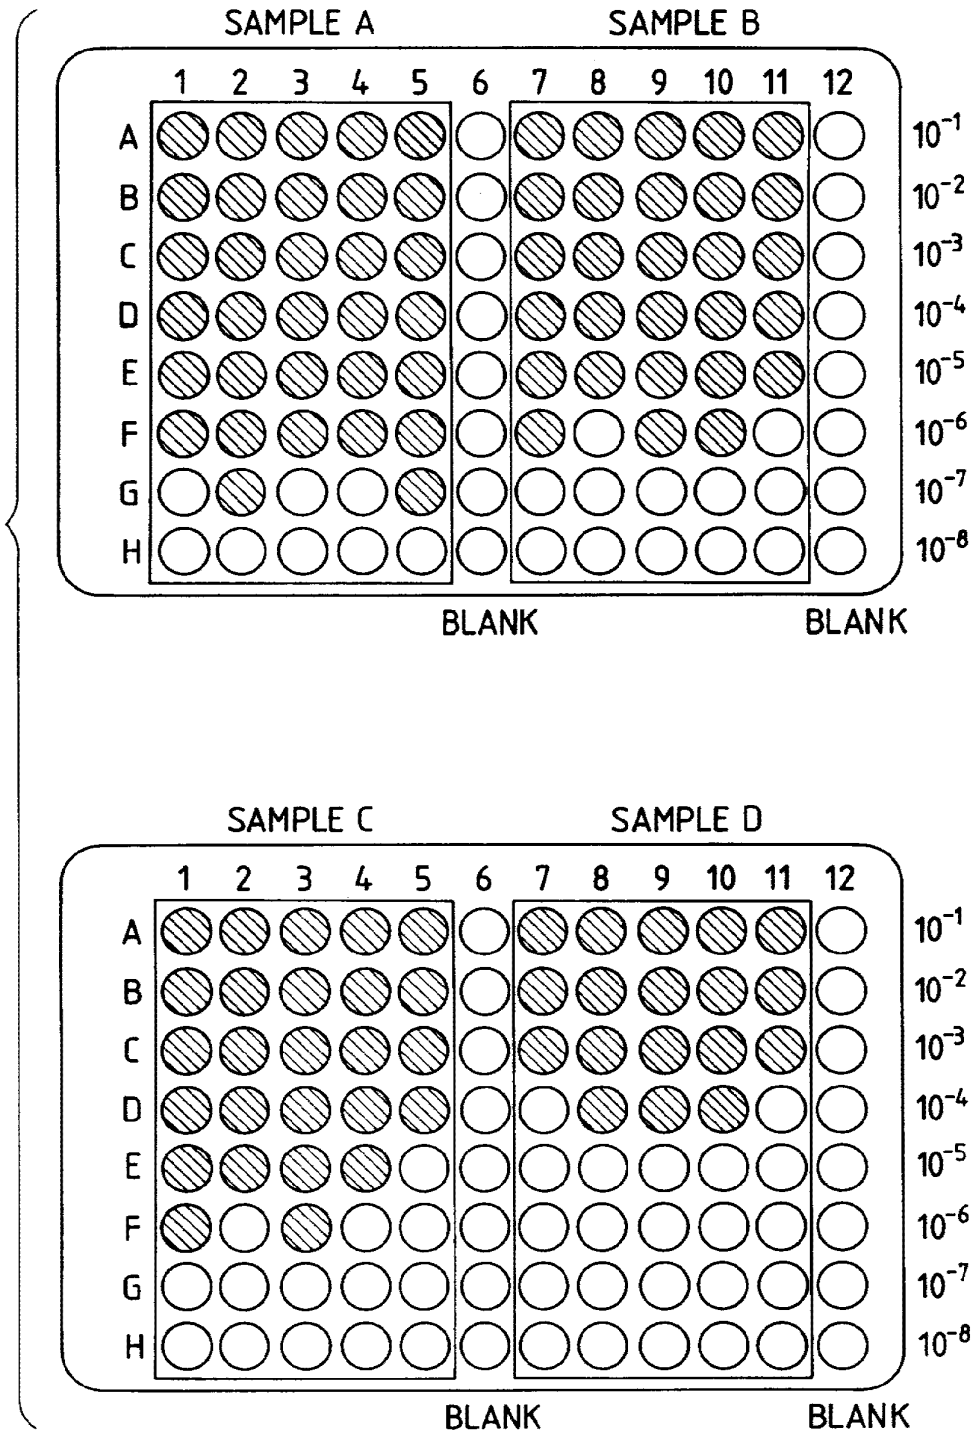 SAMPLE A SAMPLE B
1 2 3 4 5 6 7 8 9 10 11 12
A 10⁻¹
B 10⁻²
C 10⁻³
D 10⁻⁴
E 10⁻⁵
F 10⁻⁶
G 10⁻⁷
H 10⁻⁸
BLANK BLANK
SAMPLE C SAMPLE D
1 2 3 4 5 6 7 8 9 10 11 12
A 10⁻¹
B 10⁻²
C 10⁻³
D 10⁻⁴
E 10⁻⁵
F 10⁻⁶
G 10⁻⁷
H 10⁻⁸
BLANK BLANK